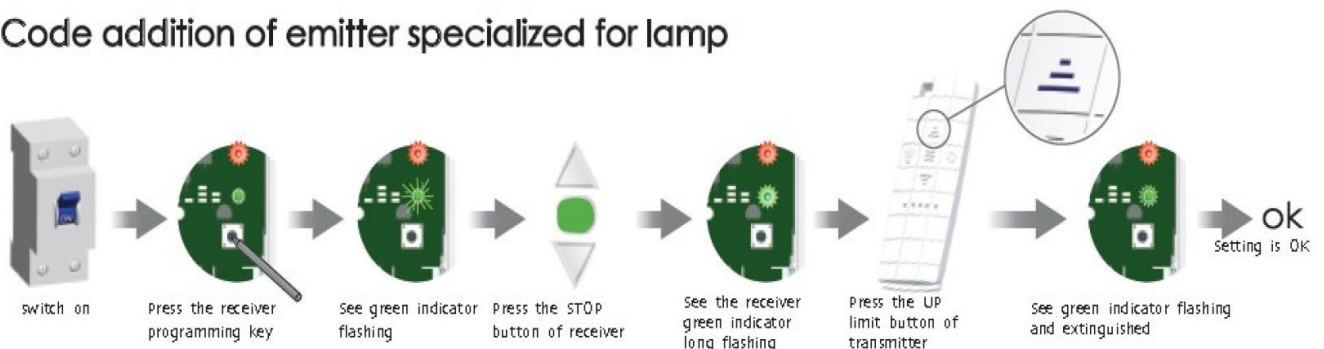 Code addition of emitter specialized for lamp
switch on
Press the receiver
programming key
See green indicator
flashing
Press the STOP
button of receiver
See the receiver
green indicator
long flashing
Press the UP
limit button of
transmitter
See green indicator flashing
and extinguished
ok
Setting is OK